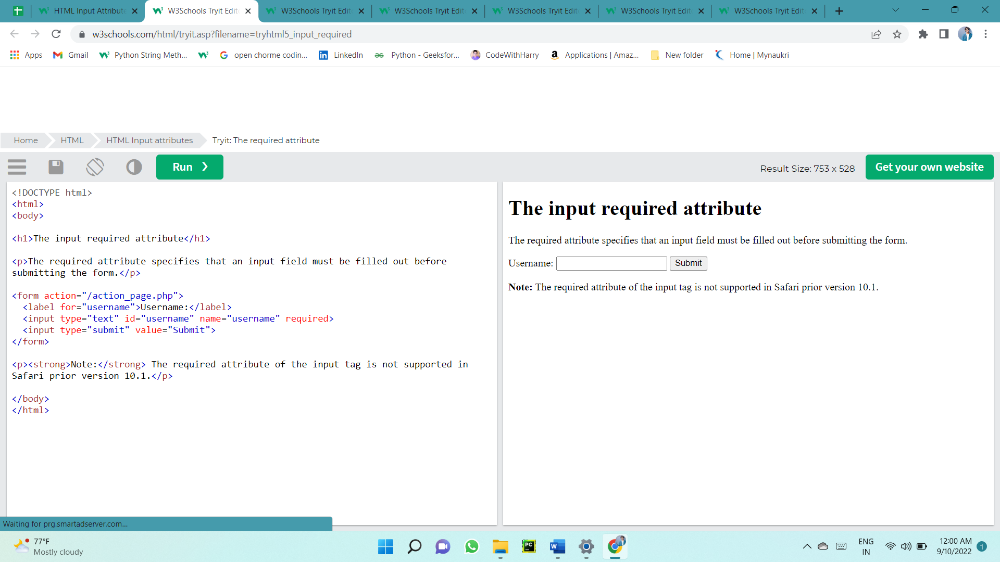 HTML Input Attribute
W3Schools Tryit Edit
W3Schools Tryit Edit
W3Schools Tryit Edit
W3Schools Tryit Edit
W3Schools Tryit Edit
W3Schools Tryit Edit
w3schools.com/html/tryit.asp?filename=tryhtml5_input_required
Apps
Gmail
Python String Meth...
open chorme codin...
LinkedIn
Python - Geeksfor...
CodeWithHarry
Applications | Amaz...
New folder
Home | Mynaukri
Home
HTML
HTML Input attributes
Tryit: The required attribute
Run ❯
Result Size: 753 x 528
Get your own website
<!DOCTYPE html>
<html>
<body>
<h1>The input required attribute</h1>
<p>The required attribute specifies that an input field must be filled out before
submitting the form.</p>
<form action="/action_page.php">
<label for="username">Username:</label>
<input type="text" id="username" name="username" required>
<input type="submit" value="Submit">
</form>
<p><strong>Note:</strong> The required attribute of the input tag is not supported in
Safari prior version 10.1.</p>
</body>
</html>
The input required attribute
The required attribute specifies that an input field must be filled out before submitting the form.
Username:
Submit
Note: The required attribute of the input tag is not supported in Safari prior version 10.1.
Waiting for prg.smartadserver.com...
77°F
Mostly cloudy
PC
W
ENG
IN
12:00 AM
9/10/2022
1